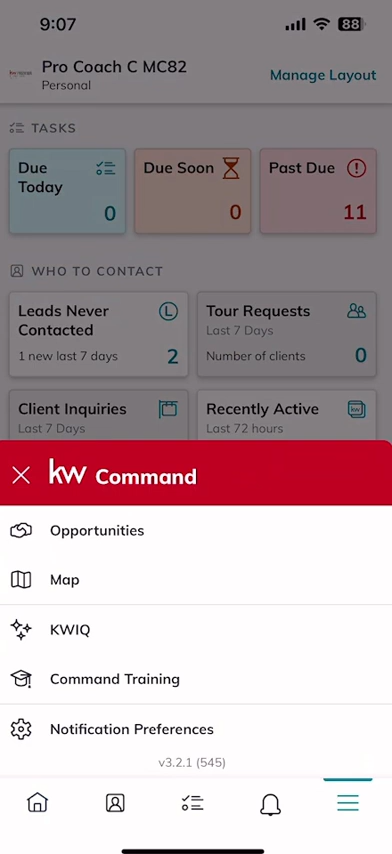 9:07
88
Pro Coach C MC82
Personal
Manage Layout
TASKS
Due Today
0
Due Soon
0
Past Due
11
WHO TO CONTACT
Leads Never Contacted
L
1 new last 7 days
2
Tour Requests
Last 7 Days
Number of clients
0
Client Inquiries
Last 7 Days
Recently Active
kw
Last 72 hours
kw Command
Opportunities
Map
KWIQ
Command Training
Notification Preferences
v3.2.1 (545)